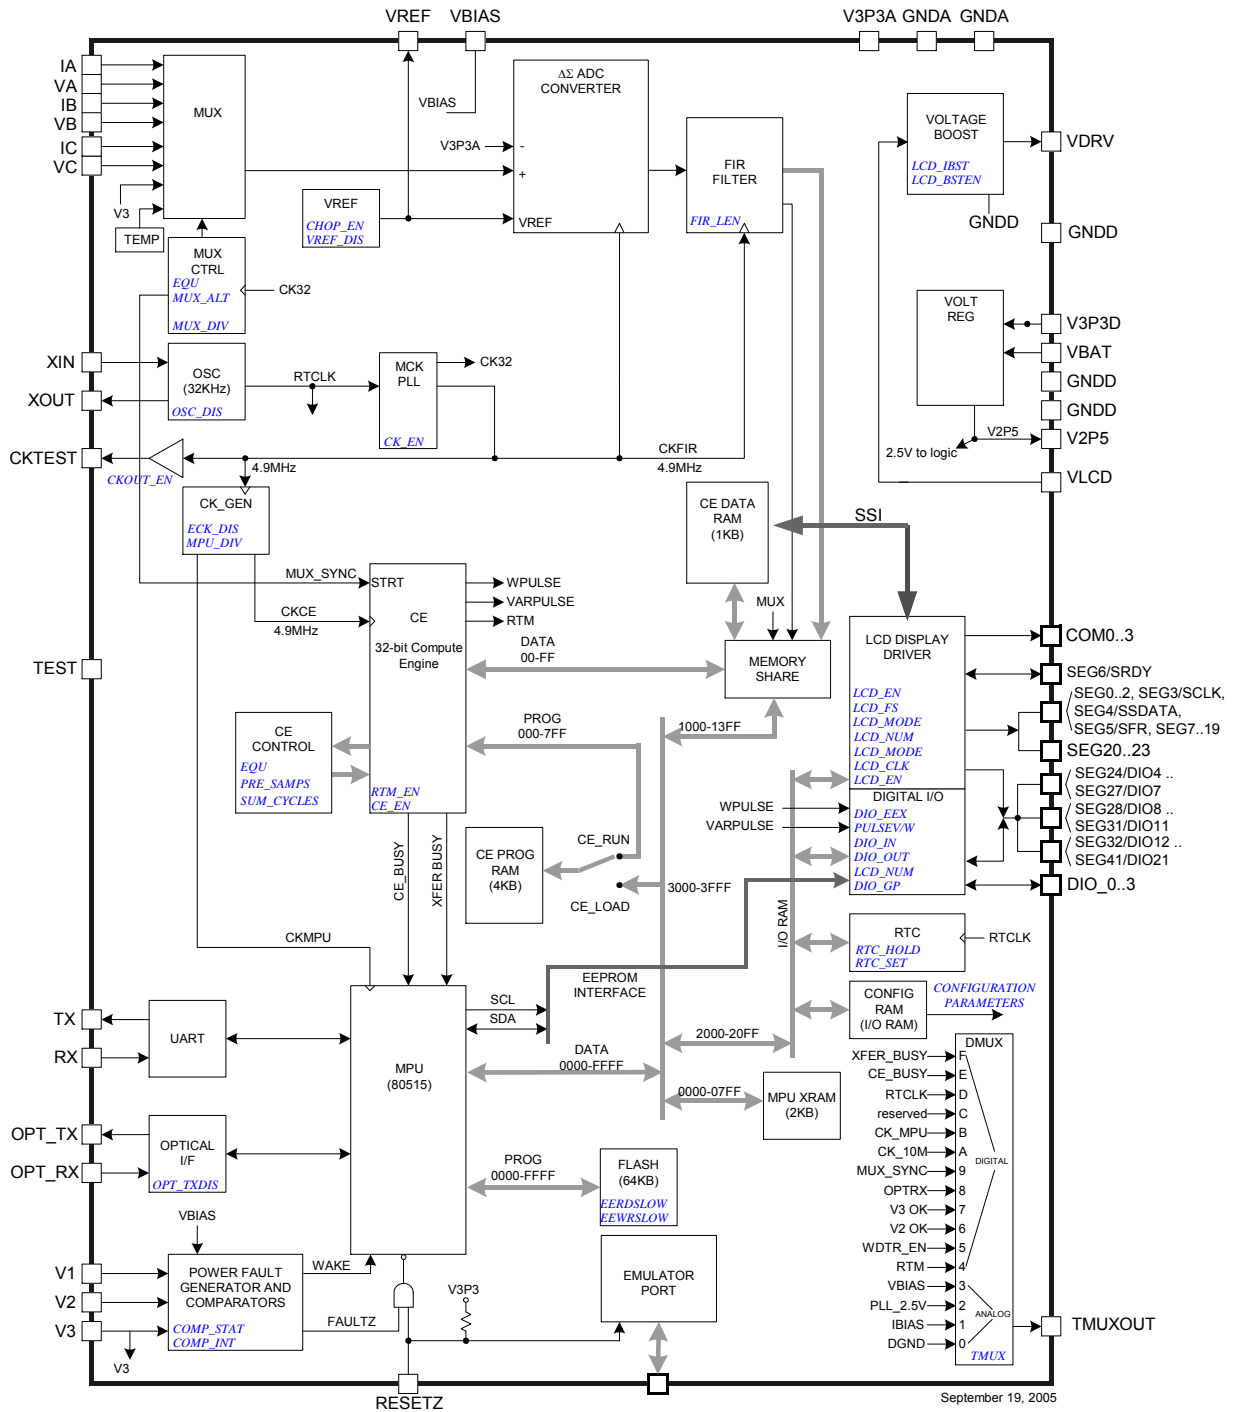 VREF VBIAS V3P3A GNDA GNDA
IA
VA
IB
VB
IC
VC
MUX
V3
TEMP
VBIAS
V3P3A
ΔΣ ADC
CONVERTER
-
+
VREF
VREF
CHOP_EN
VREF_DIS
FIR
FILTER
FIR_LEN
VOLTAGE
BOOST
LCD_IBST
LCD_BSTEN
GNDD
VDRV
GNDD
MUX
CTRL
EQU
MUX_ALT
MUX_DIV
CK32
VOLT
REG
V3P3D
VBAT
GNDD
GNDD
V2P5
V2P5
2.5V to logic
VLCD
XIN
XOUT
OSC
(32KHz)
OSC_DIS
RTCLK
MCK
PLL
CK_EN
CK32
CKTEST
CKOUT_EN
4.9MHz
CKFIR
4.9MHz
CK_GEN
ECK_DIS
MPU_DIV
CE DATA
RAM
(1KB)
SSI
MUX_SYNC
STRT
CKCE
4.9MHz
CE
32-bit Compute
Engine
RTM_EN
CE_EN
WPULSE
VARPULSE
RTM
DATA
00-FF
MUX
MEMORY
SHARE
TEST
LCD DISPLAY
DRIVER
LCD_EN
LCD_FS
LCD_MODE
LCD_NUM
LCD_MODE
LCD_CLK
LCD_EN
COM0..3
SEG6/SRDY
SEG0..2, SEG3/SCLK,
SEG4/SSDATA,
SEG5/SFR, SEG7..19
SEG20..23
SEG24/DIO4 ..
SEG27/DIO7
SEG28/DIO8 ..
SEG31/DIO11
SEG32/DIO12 ..
SEG41/DIO21
DIO_0..3
CE
CONTROL
EQU
PRE_SAMPS
SUM_CYCLES
PROG
000-7FF
1000-13FF
WPULSE
VARPULSE
DIGITAL I/O
DIO_EEX
PULSEV/W
DIO_IN
DIO_OUT
LCD_NUM
DIO_GP
CE_BUSY
XFER BUSY
CE PROG
RAM
(4KB)
CE_RUN
CE_LOAD
3000-3FFF
I/O RAM
RTC
RTC_HOLD
RTC_SET
RTCLK
CKMPU
EEPROM
INTERFACE
SCL
SDA
CONFIG
RAM
(I/O RAM)
CONFIGURATION
PARAMETERS
TX
RX
UART
MPU
(80515)
DATA
0000-FFFF
2000-20FF
0000-07FF
MPU XRAM
(2KB)
OPT_TX
OPT_RX
OPTICAL
I/F
OPT_TXDIS
PROG
0000-FFFF
FLASH
(64KB)
EERDSLOW
EEWRSLOW
DMUX
XFER_BUSY F
CE_BUSY E
RTCLK D
reserved C
CK_MPU B
CK_10M A
MUX_SYNC 9
OPTRX 8
V3 OK 7
V2 OK 6
WDTR_EN 5
RTM 4
VBIAS 3
PLL_2.5V 2
IBIAS 1
DGND 0
DIGITAL
ANALOG
TMUX
TMUXOUT
VBIAS
V1
V2
V3
V3
POWER FAULT
GENERATOR AND
COMPARATORS
COMP_STAT
COMP_INT
WAKE
FAULTZ
V3P3
EMULATOR
PORT
RESETZ
September 19, 2005